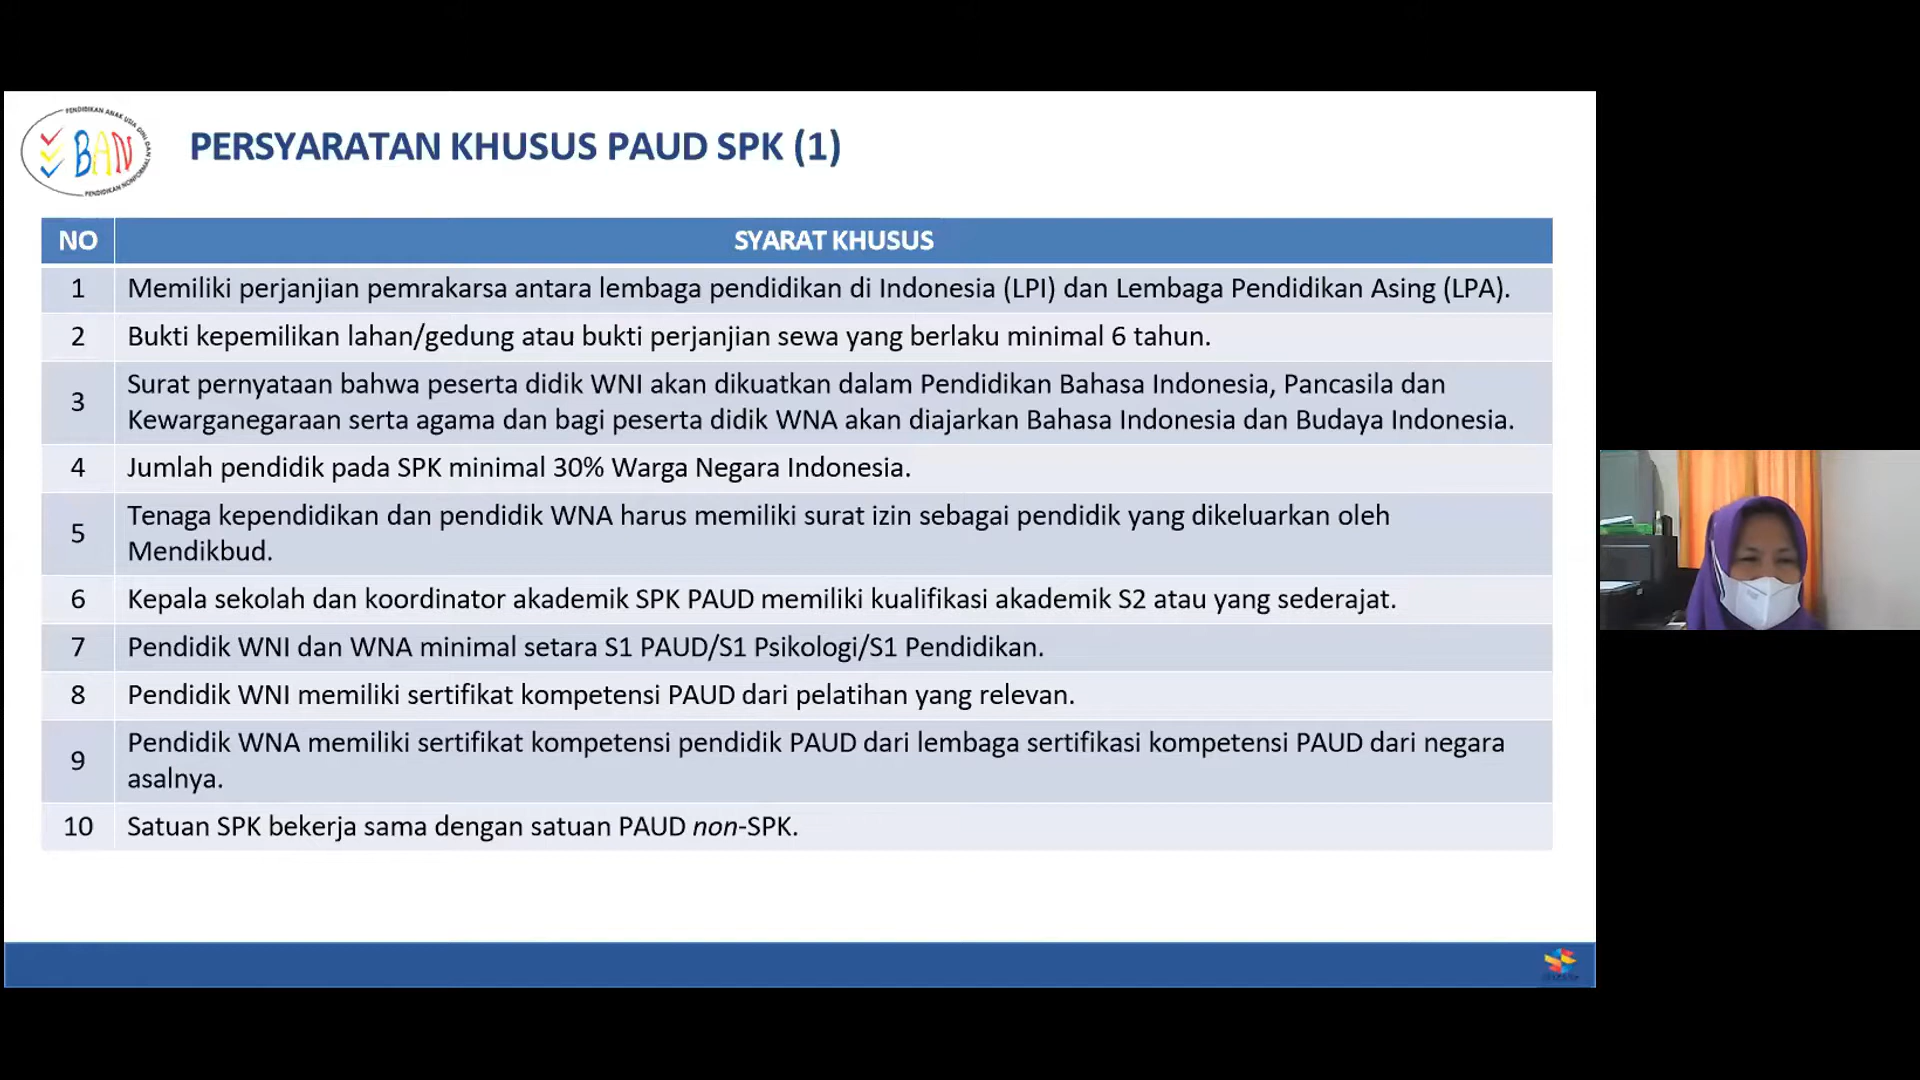 PENDIDIKAN ANAK USIA DINI DAN
BAN
PENDIDIKAN NONFORMAL
PERSYARATAN KHUSUS PAUD SPK (1)
NO SYARAT KHUSUS
1 Memiliki perjanjian pemrakarsa antara lembaga pendidikan di Indonesia (LPI) dan Lembaga Pendidikan Asing (LPA).
2 Bukti kepemilikan lahan/gedung atau bukti perjanjian sewa yang berlaku minimal 6 tahun.
3 Surat pernyataan bahwa peserta didik WNI akan dikuatkan dalam Pendidikan Bahasa Indonesia, Pancasila dan
Kewarganegaraan serta agama dan bagi peserta didik WNA akan diajarkan Bahasa Indonesia dan Budaya Indonesia.
4 Jumlah pendidik pada SPK minimal 30% Warga Negara Indonesia.
5 Tenaga kependidikan dan pendidik WNA harus memiliki surat izin sebagai pendidik yang dikeluarkan oleh
Mendikbud.
6 Kepala sekolah dan koordinator akademik SPK PAUD memiliki kualifikasi akademik S2 atau yang sederajat.
7 Pendidik WNI dan WNA minimal setara S1 PAUD/S1 Psikologi/S1 Pendidikan.
8 Pendidik WNI memiliki sertifikat kompetensi PAUD dari pelatihan yang relevan.
9 Pendidik WNA memiliki sertifikat kompetensi pendidik PAUD dari lembaga sertifikasi kompetensi PAUD dari negara
asalnya.
10 Satuan SPK bekerja sama dengan satuan PAUD non-SPK.